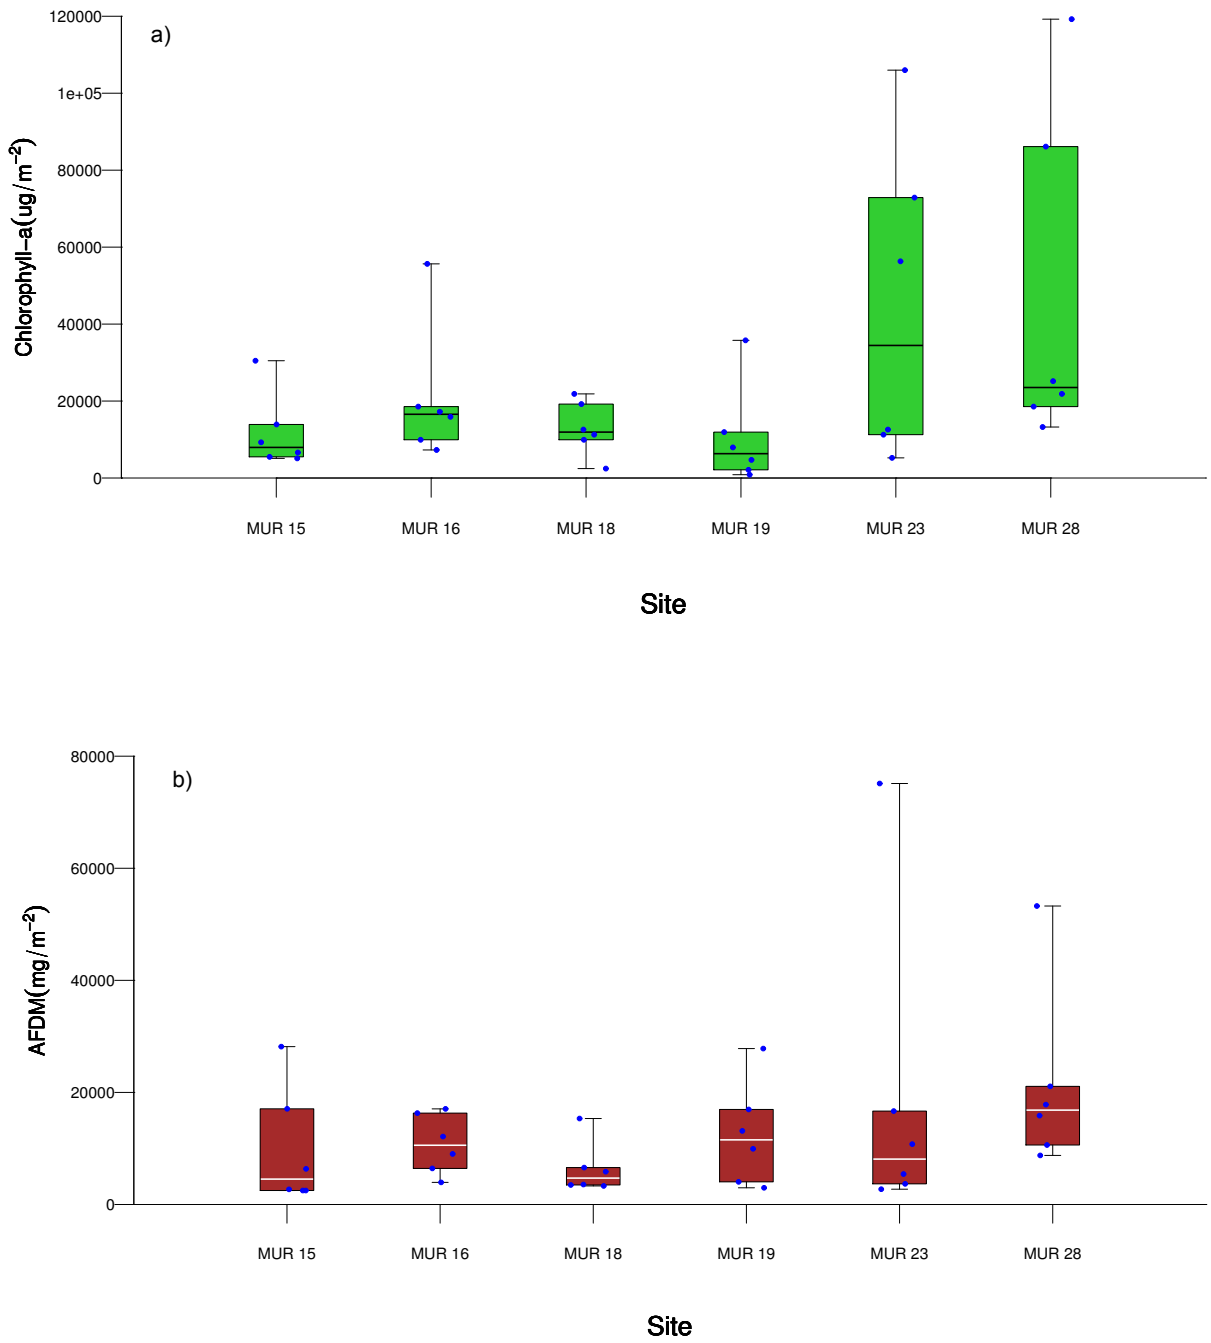 a)
120000
1e+05
80000
60000
40000
20000
0
Chlorophyll−a(ug/m−2)
MUR 15 MUR 16 MUR 18 MUR 19 MUR 23 MUR 28
Site
b)
80000
60000
40000
20000
0
AFDM(mg/m−2)
MUR 15 MUR 16 MUR 18 MUR 19 MUR 23 MUR 28
Site